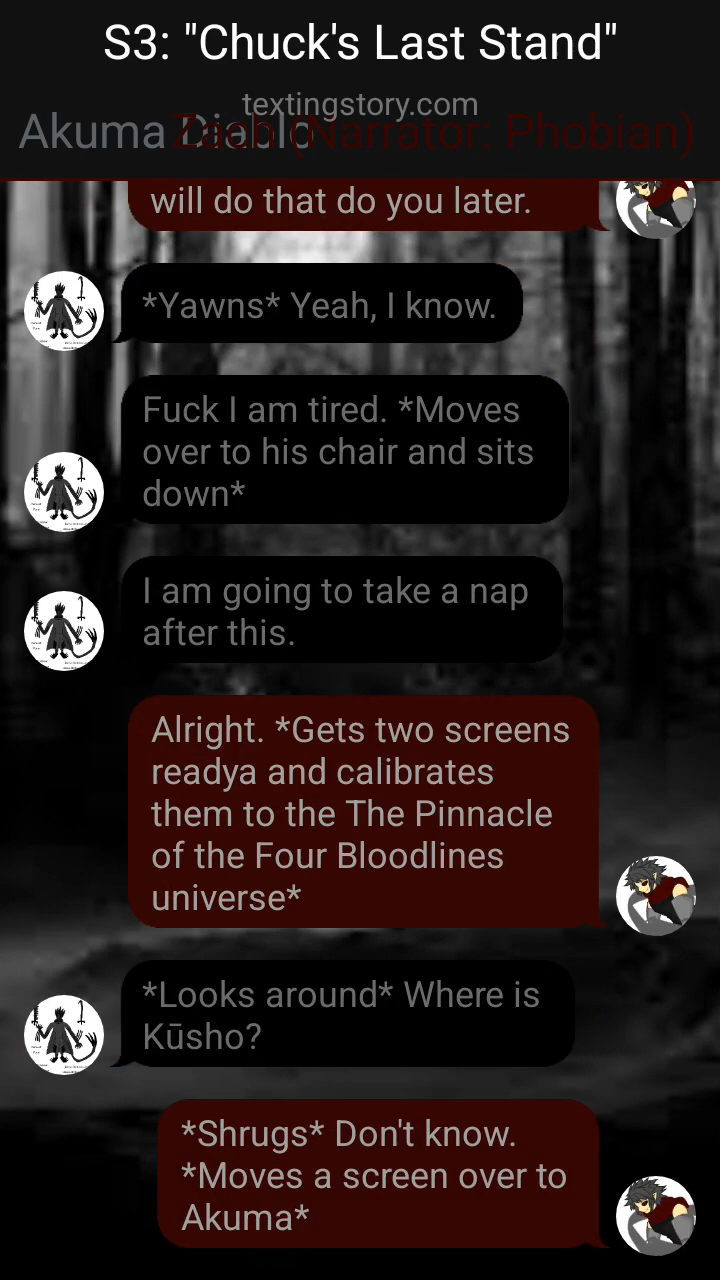 S3: "Chuck's Last Stand"
textingstory.com
Akuma Diablo Zach (Narrator: Phobian)
will do that do you later.
*Yawns* Yeah, I know.
Fuck I am tired. *Moves
over to his chair and sits
down*
I am going to take a nap
after this.
Alright. *Gets two screens
readya and calibrates
them to the The Pinnacle
of the Four Bloodlines
universe*
*Looks around* Where is
Kūsho?
*Shrugs* Don't know.
*Moves a screen over to
Akuma*